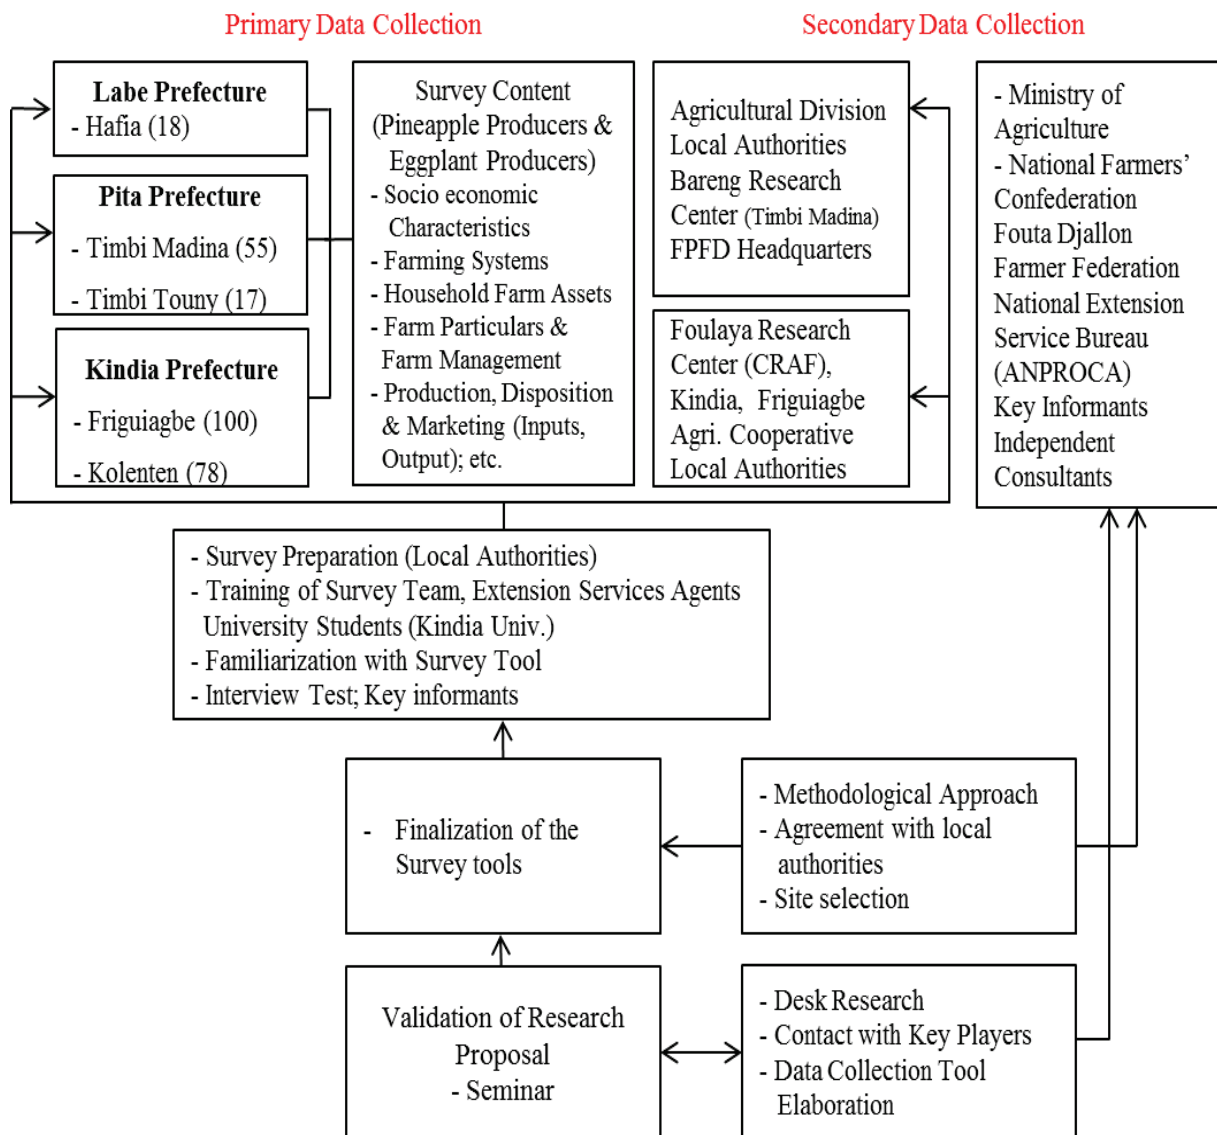 Primary Data Collection
Secondary Data Collection
Labe Prefecture
- Hafia (18)
Pita Prefecture
- Timbi Madina (55)
- Timbi Touny (17)
Kindia Prefecture
- Friguiagbe (100)
- Kolenten (78)
Survey Content
(Pineapple Producers &
Eggplant Producers)
- Socio economic
Characteristics
- Farming Systems
- Household Farm Assets
- Farm Particulars &
Farm Management
- Production, Disposition
& Marketing (Inputs,
Output); etc.
Agricultural Division
Local Authorities
Bareng Research
Center (Timbi Madina)
FPFD Headquarters
Foulaya Research
Center (CRAF),
Kindia, Friguiagbe
Agri. Cooperative
Local Authorities
- Ministry of
Agriculture
- National Farmers'
Confederation
Fouta Djallon
Farmer Federation
National Extension
Service Bureau
(ANPROCA)
Key Informants
Independent
Consultants
- Survey Preparation (Local Authorities)
- Training of Survey Team, Extension Services Agents
University Students (Kindia Univ.)
- Familiarization with Survey Tool
- Interview Test; Key informants
- Finalization of the
Survey tools
- Methodological Approach
- Agreement with local
authorities
- Site selection
Validation of Research
Proposal
- Seminar
- Desk Research
- Contact with Key Players
- Data Collection Tool
Elaboration